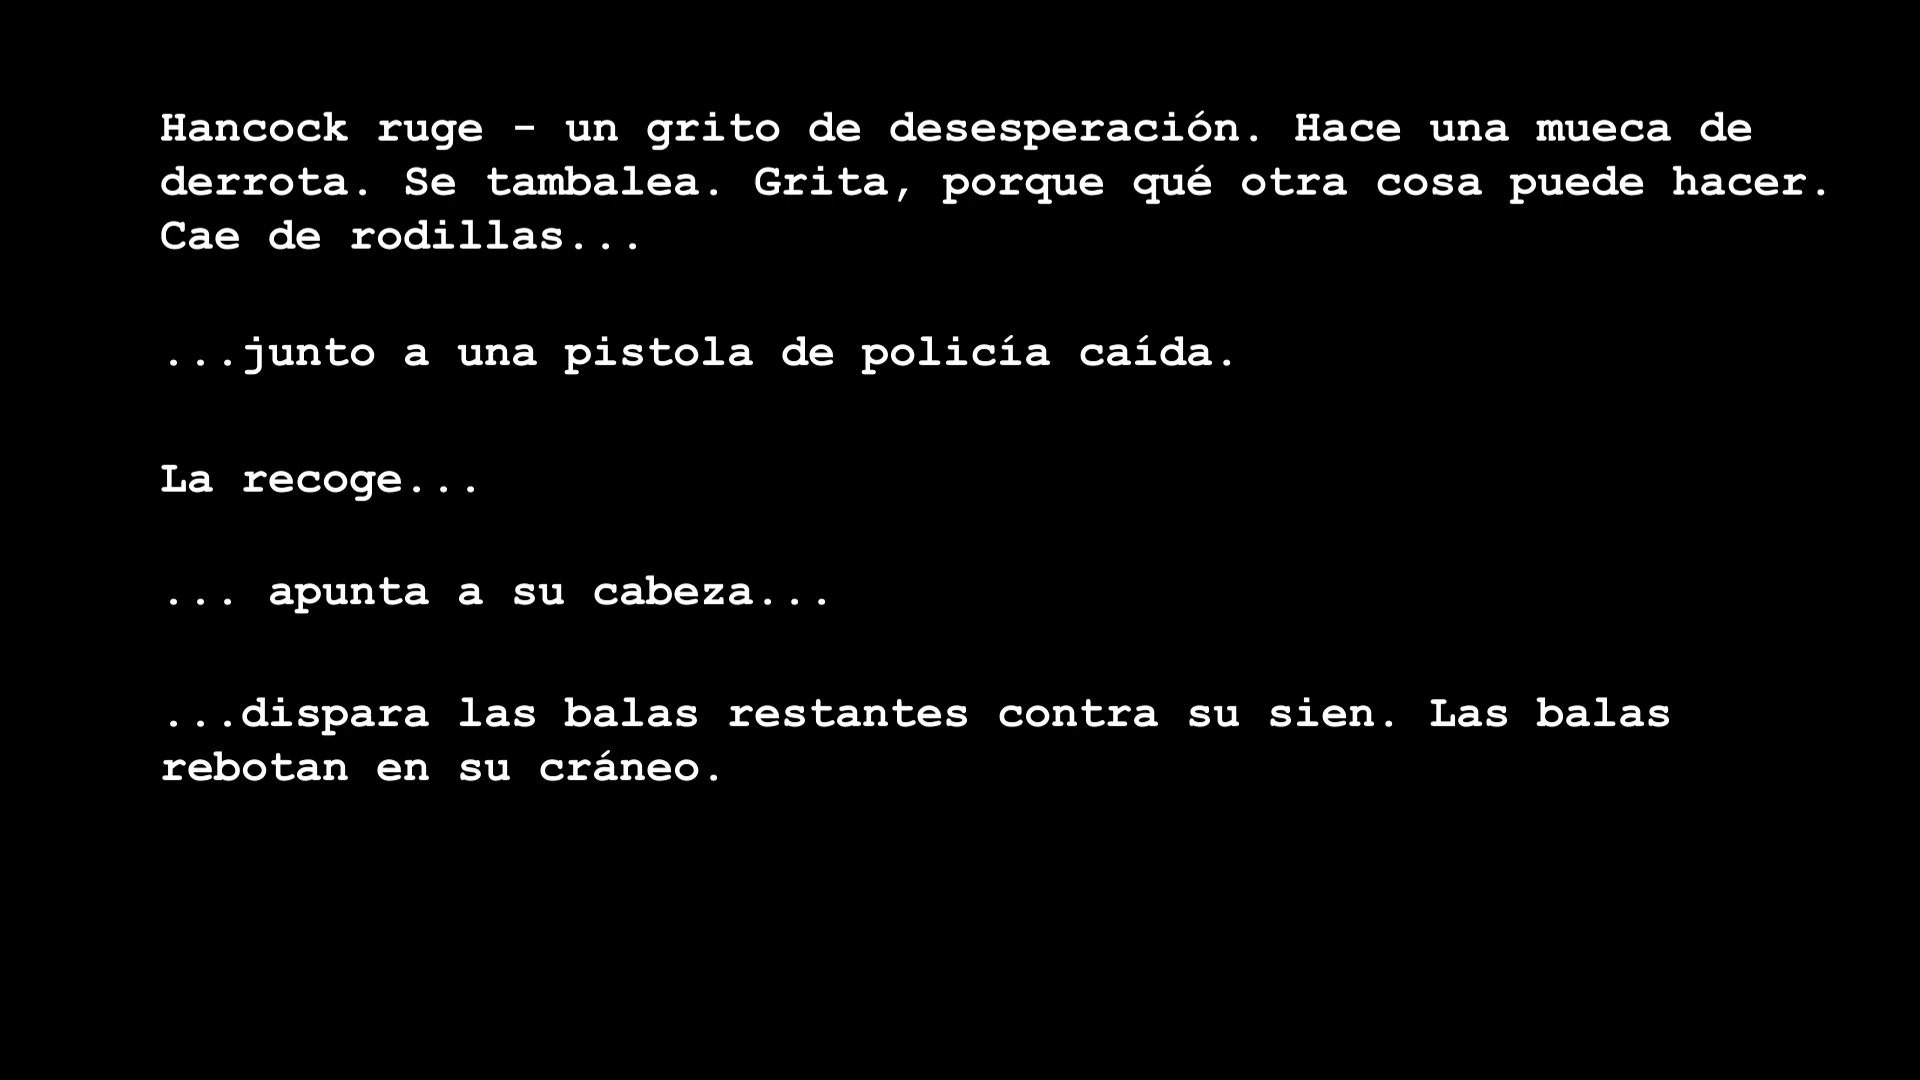 Hancock ruge - un grito de desesperación. Hace una mueca de
derrota. Se tambalea. Grita, porque qué otra cosa puede hacer.
Cae de rodillas...
...junto a una pistola de policía caída.
La recoge...
... apunta a su cabeza...
...dispara las balas restantes contra su sien. Las balas
rebotan en su cráneo.